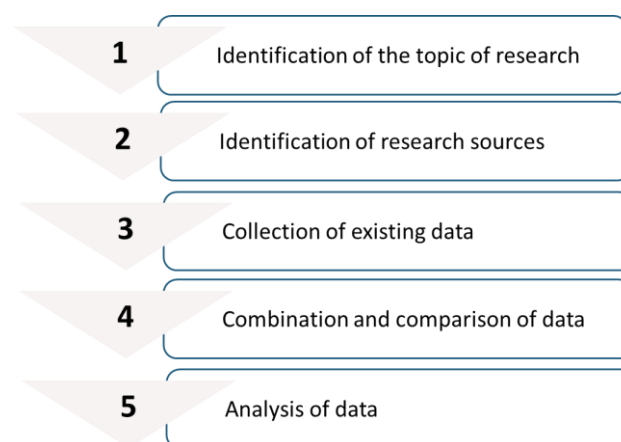 1 Identification of the topic of research
2 Identification of research sources
3 Collection of existing data
4 Combination and comparison of data
5 Analysis of data